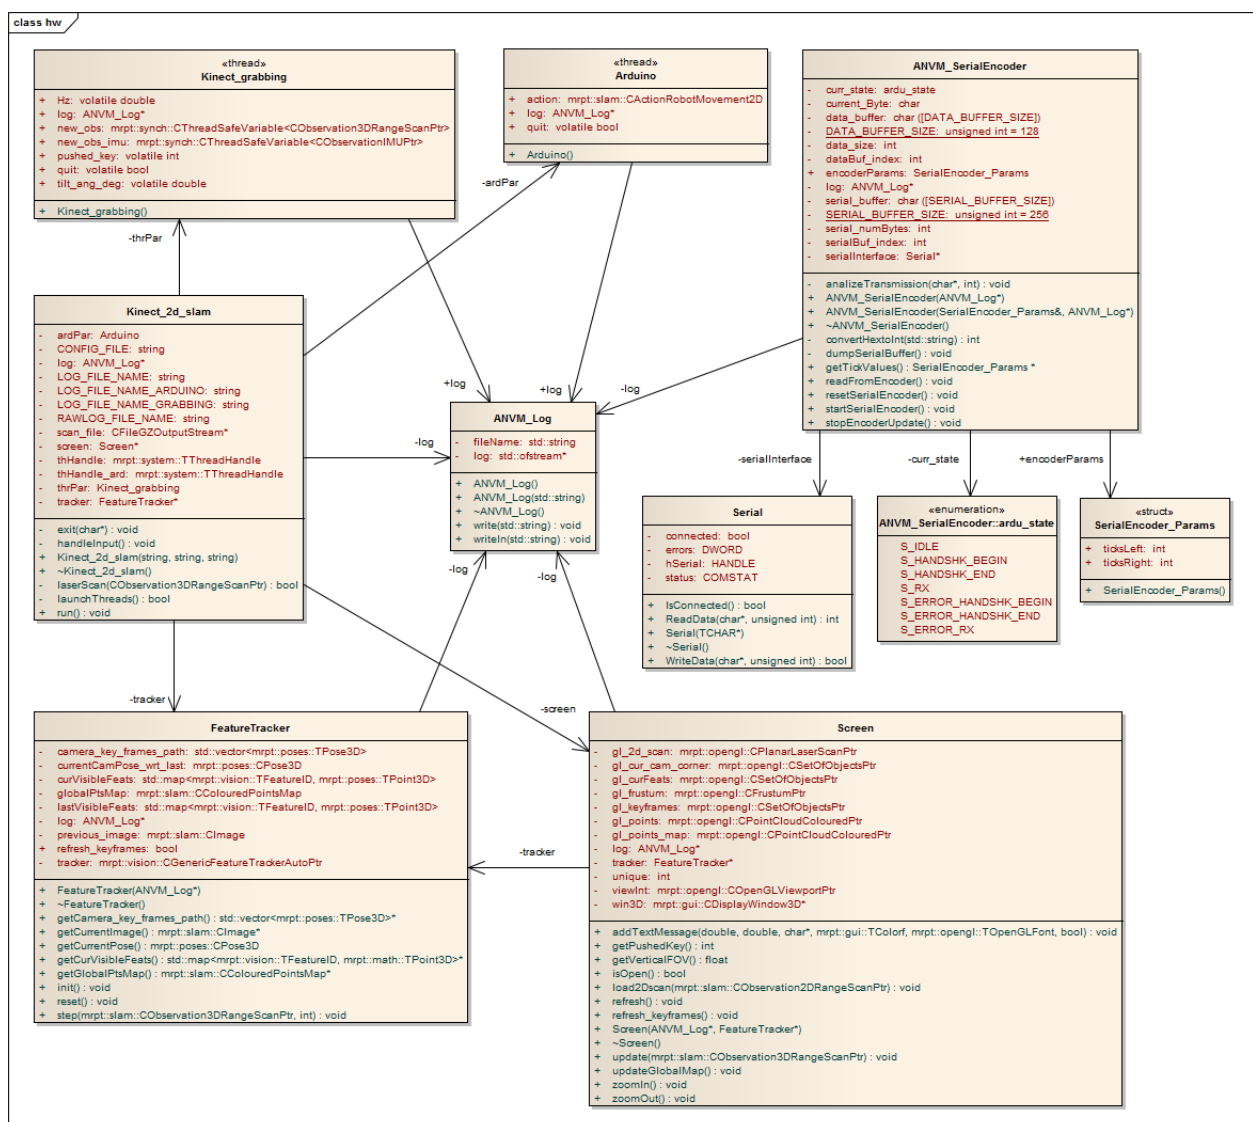 class hw
«thread»
Kinect_grabbing
+ Hz: volatile double
+ log: ANVM_Log*
+ new_obs: mrpt::synch::CThreadSafeVariable<CObservation3DRangeScanPtr>
+ new_obs_imu: mrpt::synch::CThreadSafeVariable<CObservationIMUPtr>
+ pushed_key: volatile int
+ quit: volatile bool
+ tilt_ang_deg: volatile double
+ Kinect_grabbing()
«thread»
Arduino
+ action: mrpt::slam::CActionRobotMovement2D
+ log: ANVM_Log*
+ quit: volatile bool
+ Arduino()
ANVM_SerialEncoder
- curr_state: ardu_state
- current_Byte: char
- data_buffer: char ([DATA_BUFFER_SIZE])
- DATA_BUFFER_SIZE: unsigned int = 128
- data_size: int
- dataBuf_index: int
+ encoderParams: SerialEncoder_Params
- log: ANVM_Log*
- serial_buffer: char ([SERIAL_BUFFER_SIZE])
- SERIAL_BUFFER_SIZE: unsigned int = 256
- serial_numBytes: int
- serialBuf_index: int
- serialInterface: Serial*
- analizeTransmission(char*, int) : void
+ ANVM_SerialEncoder(ANVM_Log*)
+ ANVM_SerialEncoder(SerialEncoder_Params&, ANVM_Log*)
+ ~ANVM_SerialEncoder()
- convertHextoInt(std::string) : int
- dumpSerialBuffer() : void
+ getTickValues() : SerialEncoder_Params *
+ readFromEncoder() : void
+ resetSerialEncoder() : void
+ startSerialEncoder() : void
+ stopEncoderUpdate() : void
-ardPar
-thrPar
Kinect_2d_slam
- ardPar: Arduino
- CONFIG_FILE: string
- log: ANVM_Log*
- LOG_FILE_NAME: string
- LOG_FILE_NAME_ARDUINO: string
- LOG_FILE_NAME_GRABBING: string
- RAWLOG_FILE_NAME: string
- scan_file: CFileGZOutputStream*
- screen: Screen*
- thHandle: mrpt::system::TThreadHandle
- thHandle_ard: mrpt::system::TThreadHandle
- thrPar: Kinect_grabbing
- tracker: FeatureTracker*
- exit(char*) : void
- handleInput() : void
+ Kinect_2d_slam(string, string, string)
+ ~Kinect_2d_slam()
- laserScan(CObservation3DRangeScanPtr) : bool
- launchThreads() : bool
+ run() : void
+log
+log
-log
-log
ANVM_Log
- fileName: std::string
- log: std::ofstream*
+ ANVM_Log()
+ ANVM_Log(std::string)
+ ~ANVM_Log()
+ write(std::string) : void
+ writeln(std::string) : void
-log
-log
-serialInterface
-curr_state
+encoderParams
Serial
- connected: bool
- errors: DWORD
- hSerial: HANDLE
- status: COMSTAT
+ IsConnected() : bool
+ ReadData(char*, unsigned int) : int
+ Serial(TCHAR*)
+ ~Serial()
+ WriteData(char*, unsigned int) : bool
«enumeration»
ANVM_SerialEncoder::ardu_state
S_IDLE
S_HANDSHK_BEGIN
S_HANDSHK_END
S_RX
S_ERROR_HANDSHK_BEGIN
S_ERROR_HANDSHK_END
S_ERROR_RX
«struct»
SerialEncoder_Params
+ ticksLeft: int
+ ticksRight: int
+ SerialEncoder_Params()
-tracker
-screen
FeatureTracker
- camera_key_frames_path: std::vector<mrpt::poses::TPose3D>
- currentCamPose_wrt_last: mrpt::poses::CPose3D
- curVisibleFeats: std::map<mrpt::vision::TFeatureID, mrpt::poses::TPoint3D>
- globalPtsMap: mrpt::slam::CColouredPointsMap
- lastVisibleFeats: std::map<mrpt::vision::TFeatureID, mrpt::poses::TPoint3D>
- log: ANVM_Log*
- previous_image: mrpt::slam::CImage
+ refresh_keyframes: bool
- tracker: mrpt::vision::CGenericFeatureTrackerAutoPtr
+ FeatureTracker(ANVM_Log*)
+ ~FeatureTracker()
+ getCamera_key_frames_path() : std::vector<mrpt::poses::TPose3D>*
+ getCurrentImage() : mrpt::slam::CImage*
+ getCurrentPose() : mrpt::poses::CPose3D
+ getCurVisibleFeats() : std::map<mrpt::vision::TFeatureID, mrpt::math::TPoint3D>*
+ getGlobalPtsMap() : mrpt::slam::CColouredPointsMap*
+ init() : void
+ reset() : void
+ step(mrpt::slam::CObservation3DRangeScanPtr, int) : void
-tracker
Screen
- gl_2d_scan: mrpt::opengl::CPlanarLaserScanPtr
- gl_cur_cam_corner: mrpt::opengl::CSetOfObjectsPtr
- gl_curFeats: mrpt::opengl::CSetOfObjectsPtr
- gl_frustum: mrpt::opengl::CFrustumPtr
- gl_keyframes: mrpt::opengl::CSetOfObjectsPtr
- gl_points: mrpt::opengl::CPointCloudColouredPtr
- gl_points_map: mrpt::opengl::CPointCloudColouredPtr
- log: ANVM_Log*
- tracker: FeatureTracker*
- unique: int
- viewInt: mrpt::opengl::COpenGLViewportPtr
- win3D: mrpt::gui::CDisplayWindow3D*
+ addTextMessage(double, double, char*, mrpt::gui::TColorf, mrpt::opengl::TOpenGLFont, bool) : void
+ getPushedKey() : int
+ getVerticalFOV() : float
+ isOpen() : bool
+ load2Dscan(mrpt::slam::CObservation2DRangeScanPtr) : void
+ refresh() : void
+ refresh_keyframes() : void
+ Screen(ANVM_Log*, FeatureTracker*)
+ ~Screen()
+ update(mrpt::slam::CObservation3DRangeScanPtr) : void
+ updateGlobalMap() : void
+ zoomIn() : void
+ zoomOut() : void